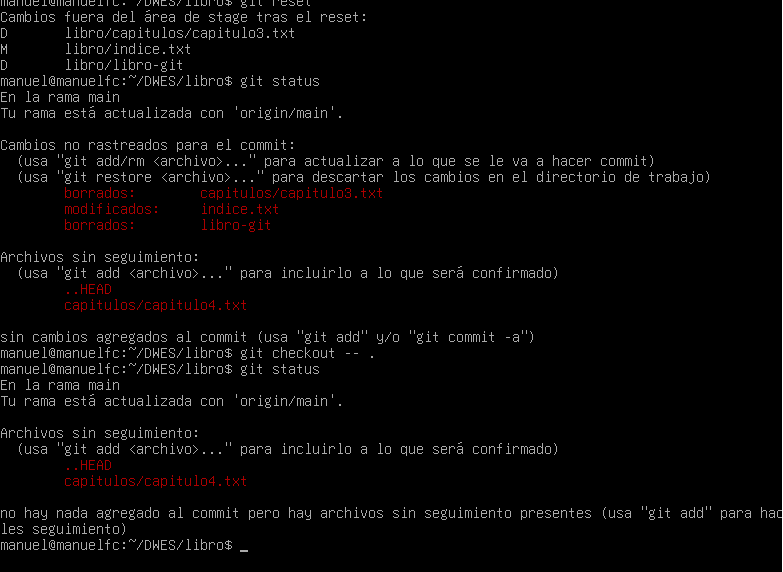 manuel@manuelfc:~/DWES/libro$ git reset
Cambios fuera del área de stage tras el reset:
D       libro/capitulos/capitulo3.txt
M       libro/indice.txt
D       libro/libro-git
manuel@manuelfc:~/DWES/libro$ git status
En la rama main
Tu rama está actualizada con 'origin/main'.

Cambios no rastreados para el commit:
  (usa "git add/rm <archivo>..." para actualizar a lo que se le va a hacer commit)
  (usa "git restore <archivo>..." para descartar los cambios en el directorio de trabajo)
        borrados:        capitulos/capitulo3.txt
        modificados:     indice.txt
        borrados:        libro-git

Archivos sin seguimiento:
  (usa "git add <archivo>..." para incluirlo a lo que será confirmado)
        ..HEAD
        capitulos/capitulo4.txt

sin cambios agregados al commit (usa "git add" y/o "git commit -a")
manuel@manuelfc:~/DWES/libro$ git checkout -- .
manuel@manuelfc:~/DWES/libro$ git status
En la rama main
Tu rama está actualizada con 'origin/main'.

Archivos sin seguimiento:
  (usa "git add <archivo>..." para incluirlo a lo que será confirmado)
        ..HEAD
        capitulos/capitulo4.txt

no hay nada agregado al commit pero hay archivos sin seguimiento presentes (usa "git add" para hac
les seguimiento)
manuel@manuelfc:~/DWES/libro$ _